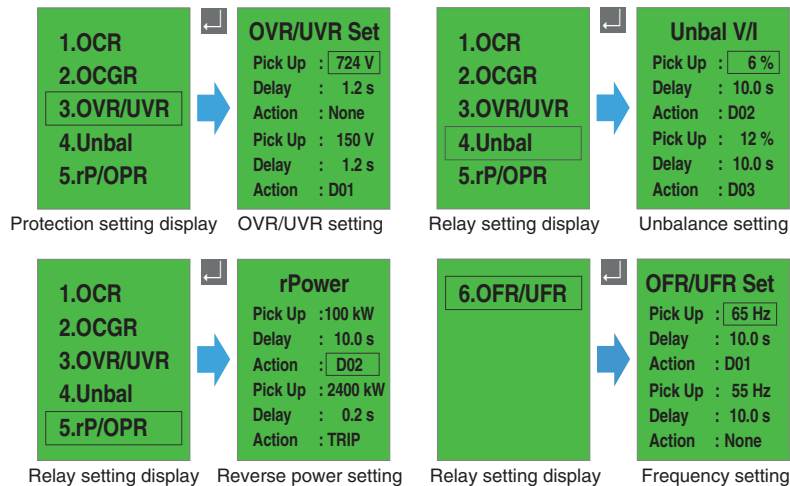 1.OCR
2.OCGR
3.OVR/UVR
4.Unbal
5.rP/OPR
Protection setting display
OVR/UVR Set
Pick Up : 724 V
Delay : 1.2 s
Action : None
Pick Up : 150 V
Delay : 1.2 s
Action : D01
OVR/UVR setting
1.OCR
2.OCGR
3.OVR/UVR
4.Unbal
5.rP/OPR
Relay setting display
Unbal V/I
Pick Up : 6 %
Delay : 10.0 s
Action : D02
Pick Up : 12 %
Delay : 10.0 s
Action : D03
Unbalance setting
1.OCR
2.OCGR
3.OVR/UVR
4.Unbal
5.rP/OPR
Relay setting display
rPower
Pick Up :100 kW
Delay : 10.0 s
Action : D02
Pick Up : 2400 kW
Delay : 0.2 s
Action : TRIP
Reverse power setting
6.OFR/UFR
Relay setting display
OFR/UFR Set
Pick Up : 65 Hz
Delay : 10.0 s
Action : D01
Pick Up : 55 Hz
Delay : 10.0 s
Action : None
Frequency setting